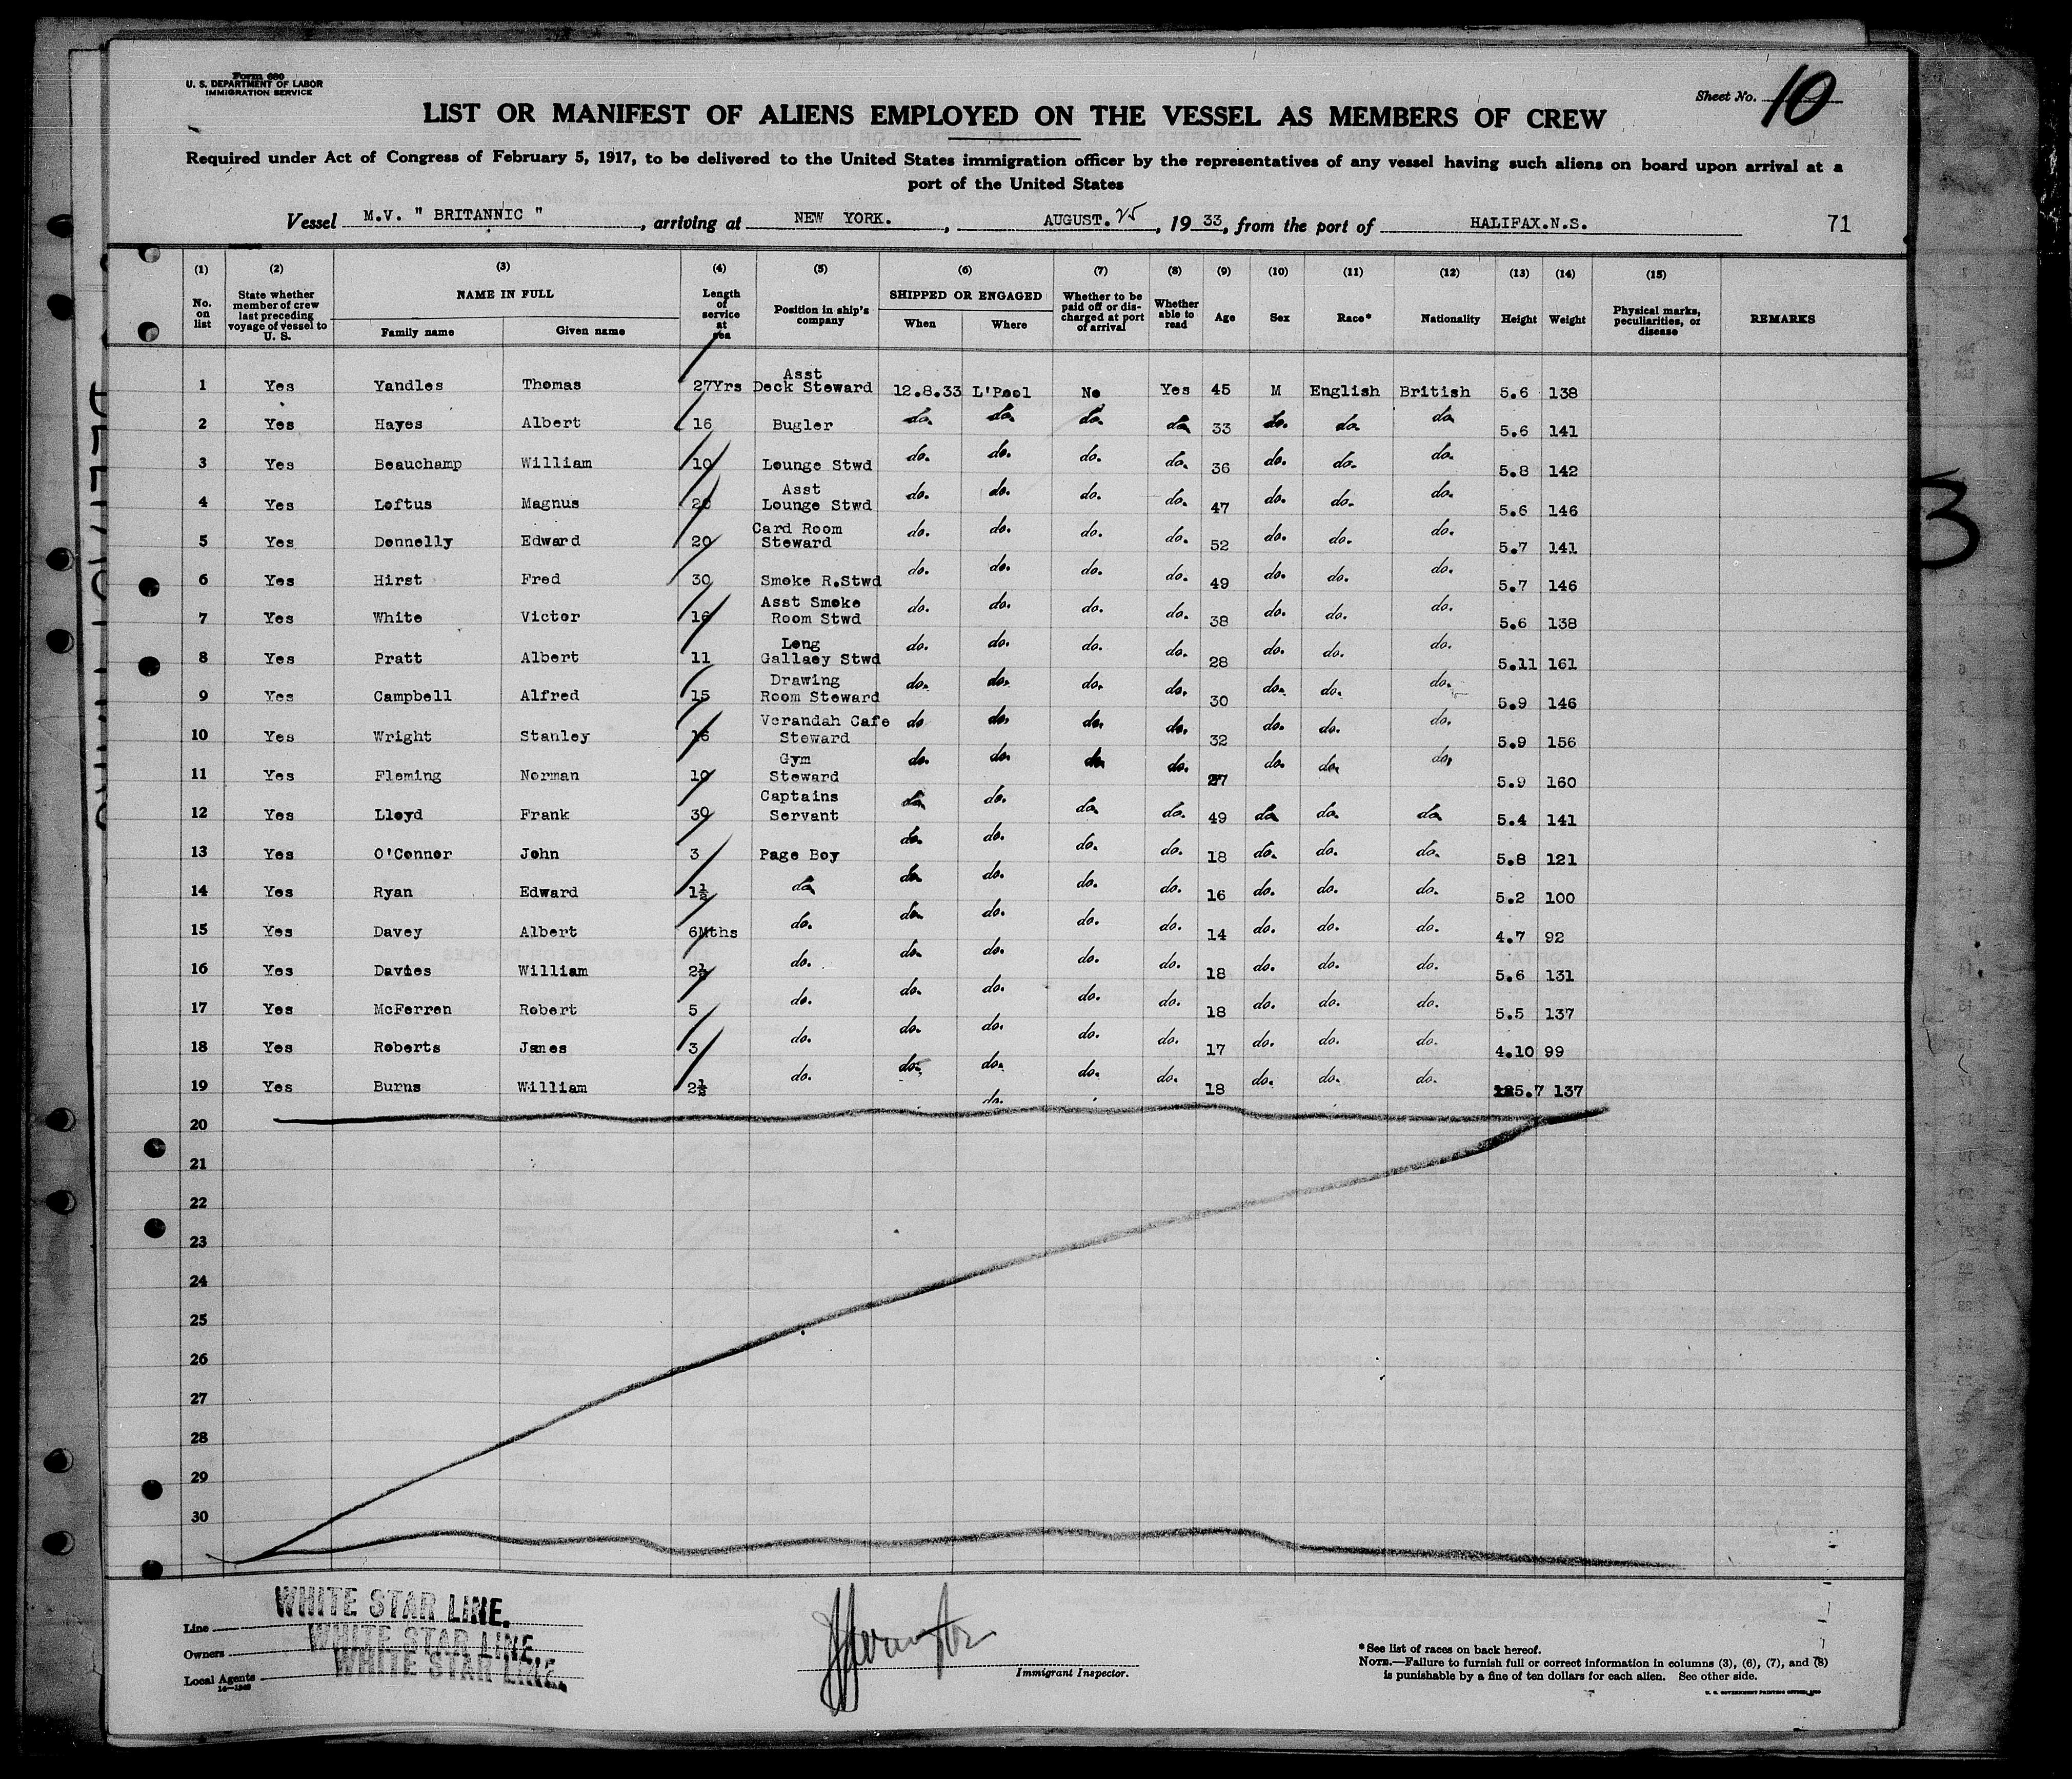 Form 680
U. S. DEPARTMENT OF LABOR
IMMIGRATION SERVICE
Sheet No. 10
LIST OR MANIFEST OF ALIENS EMPLOYED ON THE VESSEL AS MEMBERS OF CREW
Required under Act of Congress of February 5, 1917, to be delivered to the United States immigration officer by the representatives of any vessel having such aliens on board upon arrival at a
port of the United States
Vessel M.V. " BRITANNIC ", arriving at NEW YORK., AUGUST. 25, 1933, from the port of HALIFAX.N.S. 71
(1) (2) (3) (4) (5) (6) (7) (8) (9) (10) (11) (12) (13) (14) (15)
No. on list | State whether member of crew last preceding voyage of vessel to U. S. | NAME IN FULL | Family name | Given name | Length of service at sea | Position in ship's company | SHIPPED OR ENGAGED | When | Where | Whether to be paid off or discharged at port of arrival | Whether able to read | Age | Sex | Race* | Nationality | Height | Weight | Physical marks, peculiarities, or disease | REMARKS
1 Yes Yandles Thomas 27Yrs Asst Deck Steward 12.8.33 L'Pool No Yes 45 M English British 5.6 138
2 Yes Hayes Albert 16 Bugler do. do. do. do. 33 do. do. do. 5.6 141
3 Yes Beauchamp William 10 Lounge Stwd do. do. do. do. 36 do. do. do. 5.8 142
4 Yes Loftus Magnus 20 Asst Lounge Stwd do. do. do. do. 47 do. do. do. 5.6 146
5 Yes Donnelly Edward 20 Card Room Steward do. do. do. do. 52 do. do. do. 5.7 141
6 Yes Hirst Fred 30 Smoke R.Stwd do. do. do. do. 49 do. do. do. 5.7 146
7 Yes White Victor 16 Asst Smoke Room Stwd do. do. do. do. 38 do. do. do. 5.6 138
8 Yes Pratt Albert 11 Long Gallaey Stwd do. do. do. do. 28 do. do. do. 5.11 161
9 Yes Campbell Alfred 15 Drawing Room Steward do. do. do. do. 30 do. do. do. 5.9 146
10 Yes Wright Stanley 16 Verandah Cafe Steward do do. do. do. 32 do. do. do. 5.9 156
11 Yes Fleming Norman 10 Gym Steward do. do. do. do. 27 do. do. do. 5.9 160
12 Yes Lloyd Frank 30 Captains Servant do. do. do. do. 49 do. do. do. 5.4 141
13 Yes O'Connor John 3 Page Boy do. do. do. do. 18 do. do. do. 5.8 121
14 Yes Ryan Edward 1½ do. do. do. do. do. 16 do. do. do. 5.2 100
15 Yes Davey Albert 6Mths do. do. do. do. do. 14 do. do. do. 4.7 92
16 Yes Davies William 2½ do. do. do. do. do. 18 do. do. do. 5.6 131
17 Yes McFerren Robert 5 do. do. do. do. do. 18 do. do. do. 5.5 137
18 Yes Roberts James 3 do. do. do. do. do. 17 do. do. do. 4.10 99
19 Yes Burns William 2½ do. do. do. do. do. 18 do. do. do. 5.7 137
do.
20
21
22
23
24
25
26
27
28
29
30
Line WHITE STAR LINE.
Owners WHITE STAR LINE.
Local Agents WHITE STAR LINE.
Immigrant Inspector.
*See list of races on back hereof.
NOTE.—Failure to furnish full or correct information in columns (3), (6), (7), and (8)
is punishable by a fine of ten dollars for each alien. See other side.
U. S. GOVERNMENT PRINTING OFFICE
3